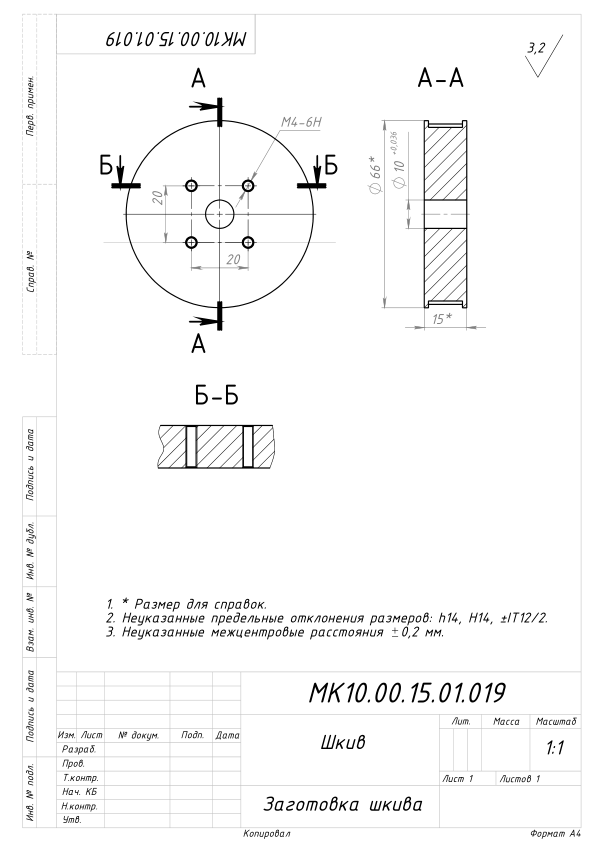 МК10.00.15.01.019
3,2
А
А-А
М4-6H
Б
Б
20
20
А
∅66*
∅10 +0,036
15*
Б-Б
Перв. примен.
Справ. №
Подпись и дата
Инв. № дубл.
Взам. инв. №
Подпись и дата
Инв. № подл.
1. * Размер для справок.
2. Неуказанные предельные отклонения размеров: h14, H14, ±IT12/2.
3. Неуказанные межцентровые расстояния ±0,2 мм.
МК10.00.15.01.019
Изм. Лист № докум. Подп. Дата
Разраб.
Пров.
Т.контр.
Нач. КБ
Н.контр.
Утв.
Шкив
Лит. Масса Масштаб
1:1
Лист 1 Листов 1
Заготовка шкива
Копировал Формат А4